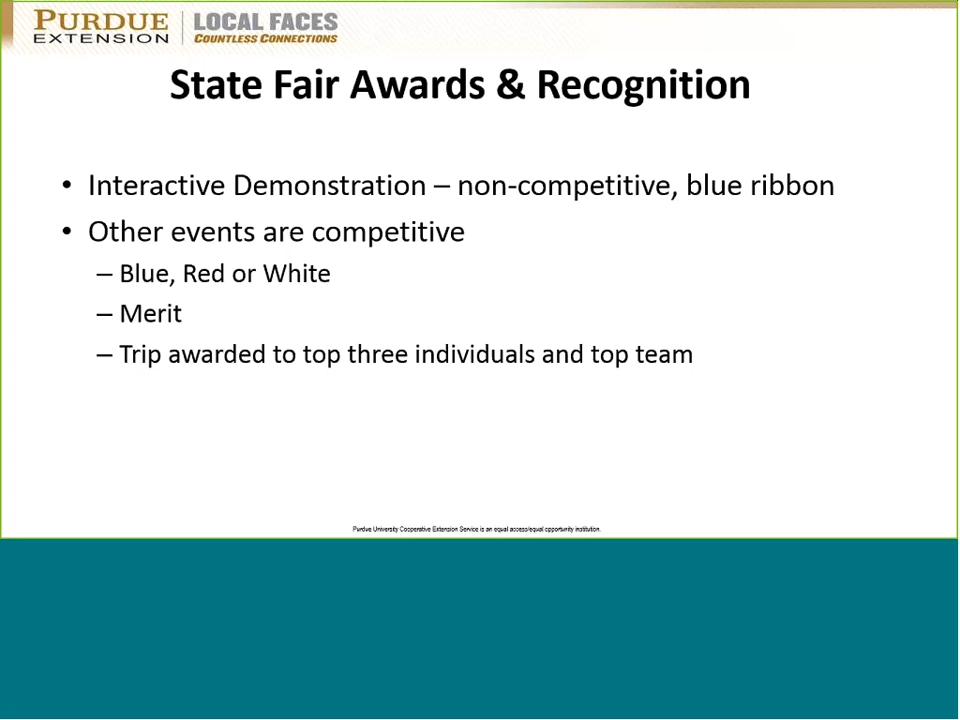 PURDUE
EXTENSION
LOCAL FACES
COUNTLESS CONNECTIONS
State Fair Awards & Recognition
• Interactive Demonstration – non-competitive, blue ribbon
• Other events are competitive
– Blue, Red or White
– Merit
– Trip awarded to top three individuals and top team
Purdue University Cooperative Extension Service is an equal access/equal opportunity institution.